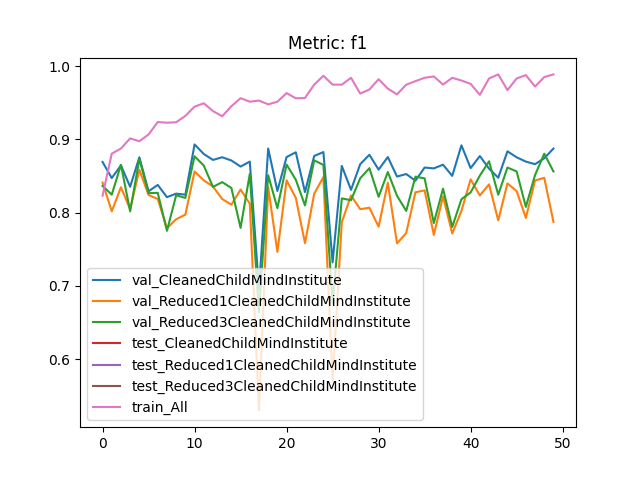 Metric: f1
1.0
0.9
0.8
0.7
0.6
val_CleanedChildMindInstitute
val_Reduced1CleanedChildMindInstitute
val_Reduced3CleanedChildMindInstitute
test_CleanedChildMindInstitute
test_Reduced1CleanedChildMindInstitute
test_Reduced3CleanedChildMindInstitute
train_All
0 10 20 30 40 50